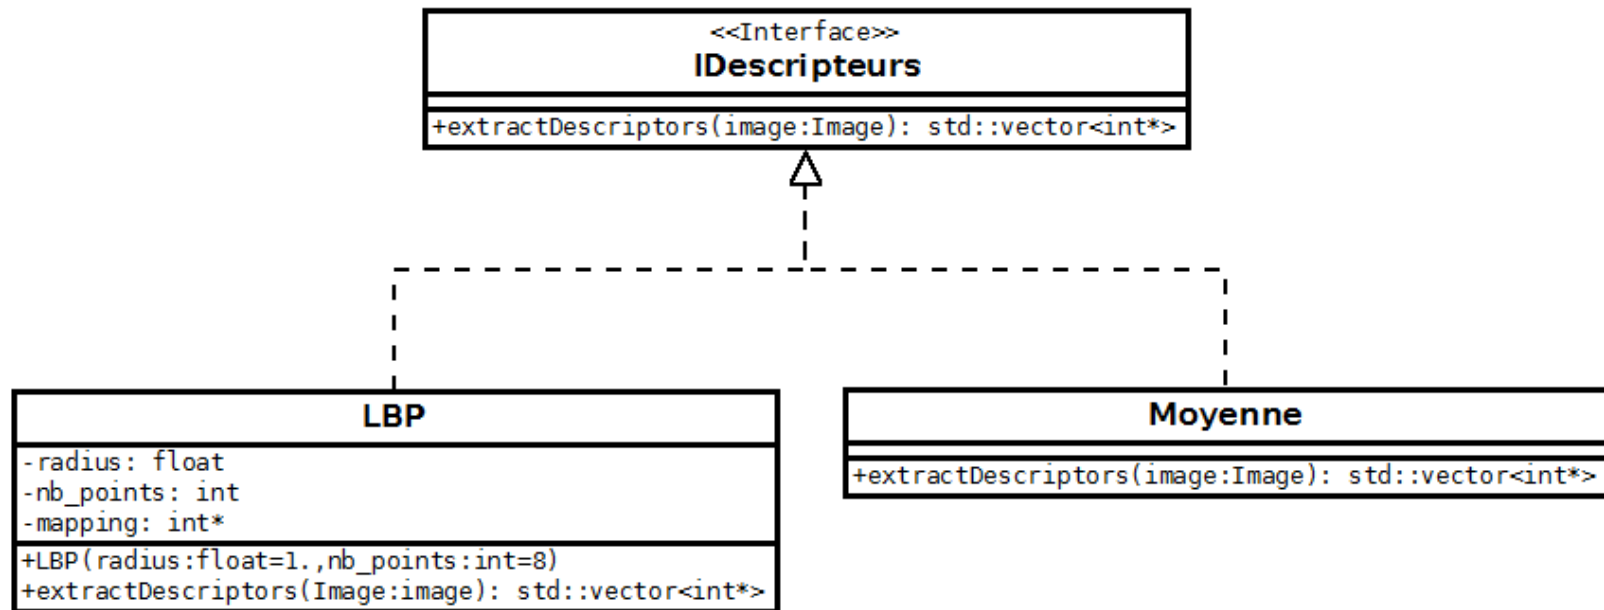 <<Interface>>
IDescripteurs
+extractDescriptors(image:Image): std::vector<int*>
LBP
-radius: float
-nb_points: int
-mapping: int*
+LBP(radius:float=1.,nb_points:int=8)
+extractDescriptors(Image:image): std::vector<int*>
Moyenne
+extractDescriptors(image:Image): std::vector<int*>